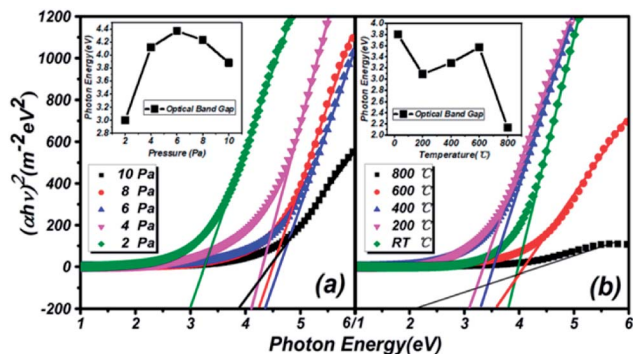 (αhν)²(m⁻²eV²)
1200
1000
800
600
400
200
0
-200
Photon Energy(eV)
4.4
4.2
4.0
3.8
3.6
3.4
3.2
3.0
2.8
Optical Band Gap
2 4 6 8 10
Pressure (Pa)
10 Pa
8 Pa
6 Pa
4 Pa
2 Pa
(a)
Photon Energy(eV)
4.0
3.8
3.6
3.4
3.2
3.0
2.8
2.6
2.4
2.2
2.0
Optical Band Gap
0 200 400 600 800
Temperature(℃)
800 ℃
600 ℃
400 ℃
200 ℃
RT ℃
(b)
1 2 3 4 5 6/1 2 3 4 5 6
Photon Energy(eV)